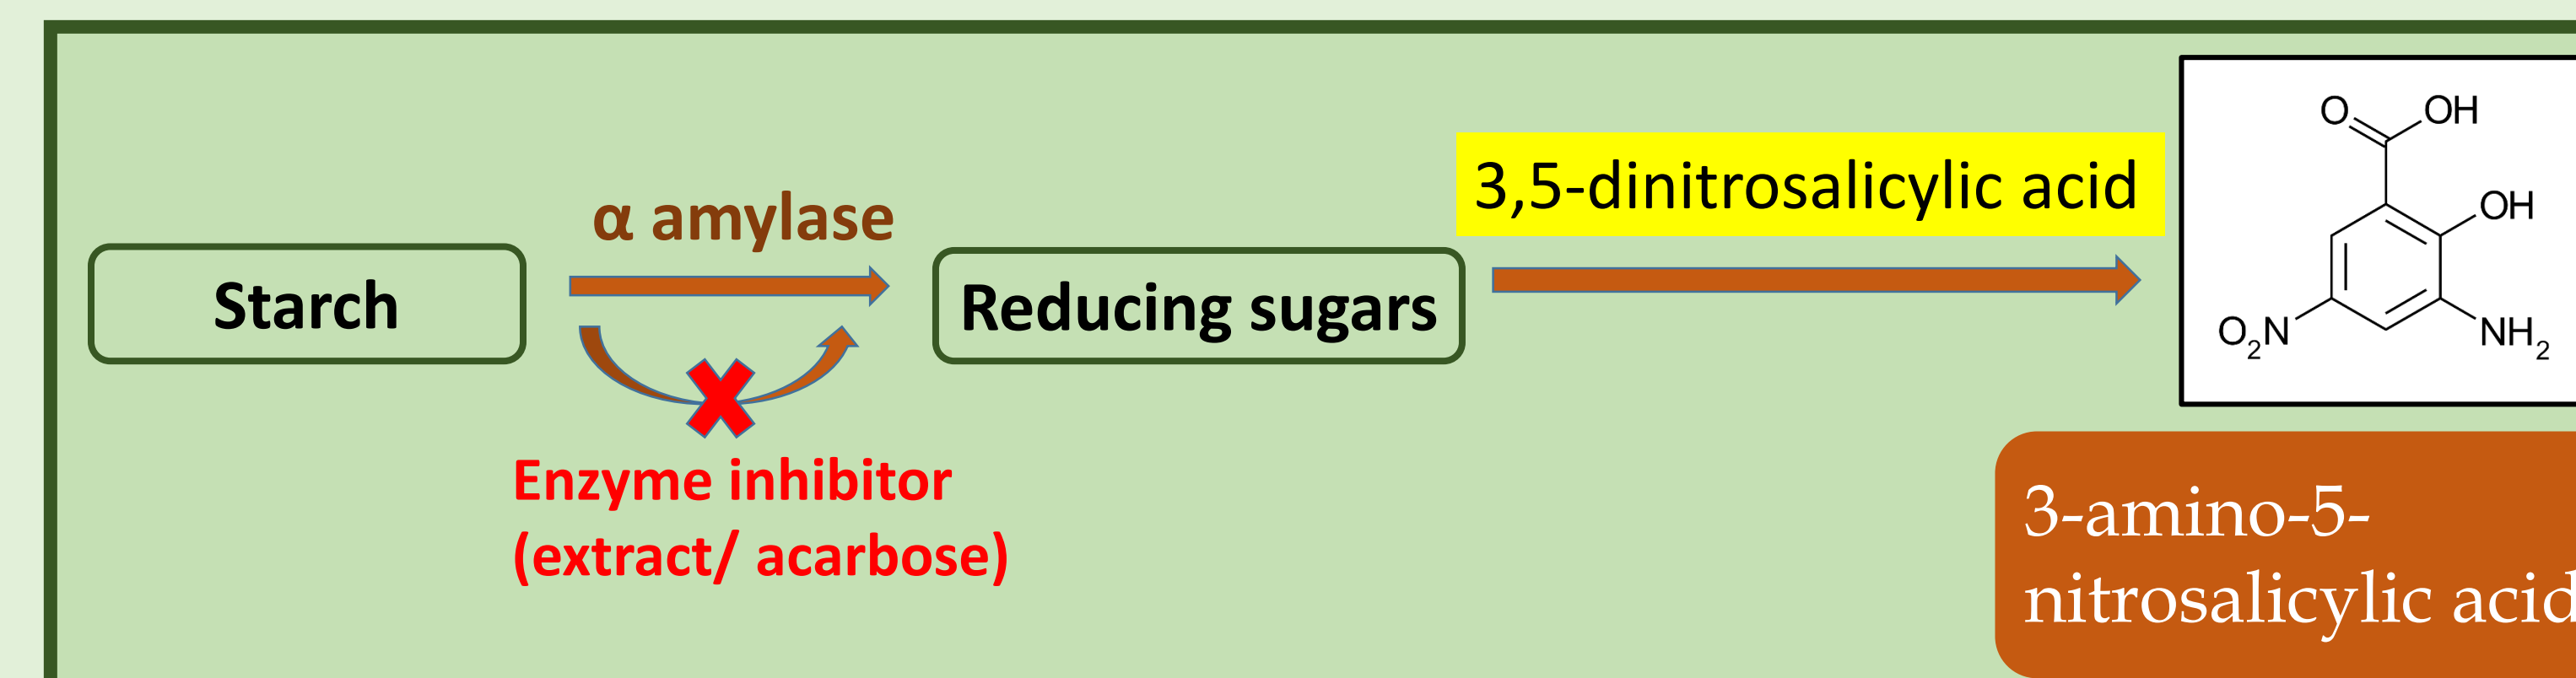 α amylase
3,5-dinitrosalicylic acid
Starch
Reducing sugars
Enzyme inhibitor
(extract/ acarbose)
O OH
OH
O2N NH2
3-amino-5-
nitrosalicylic acid